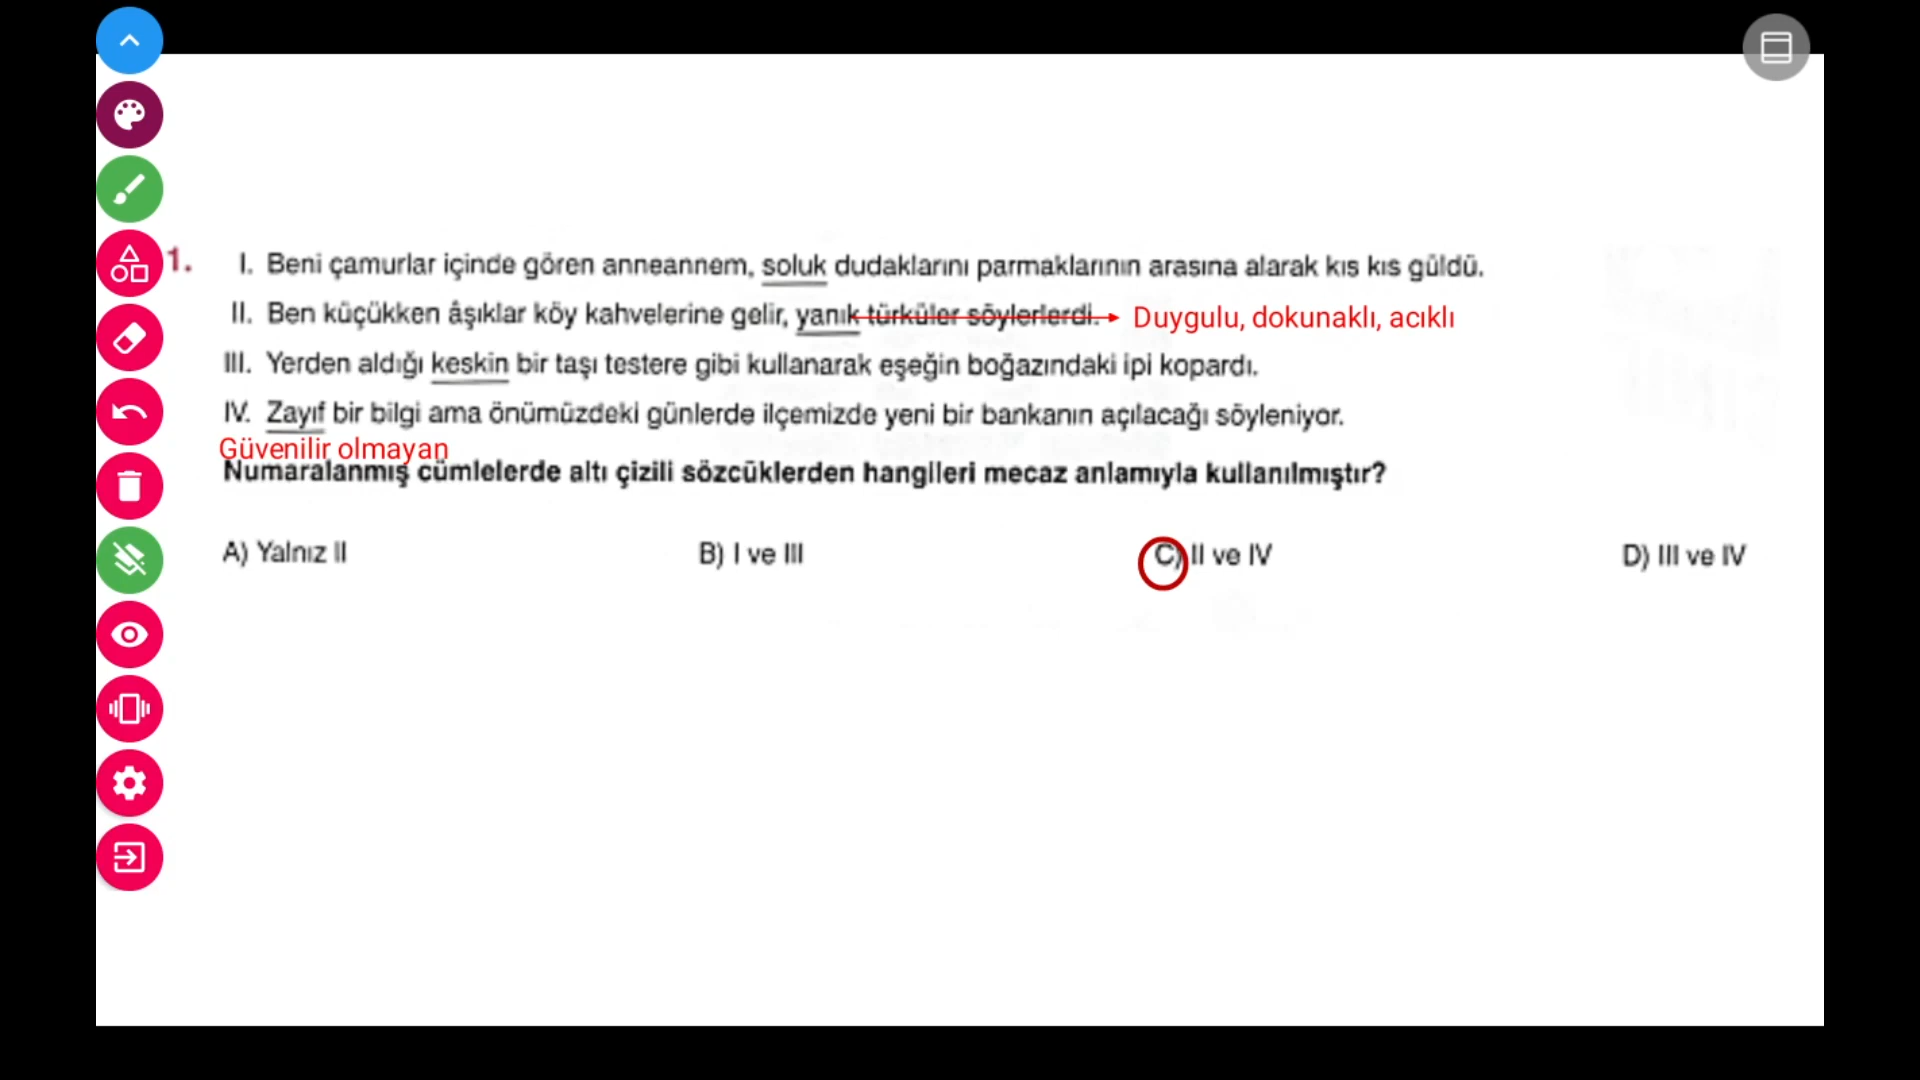 1. I. Beni çamurlar içinde gören anneannem, soluk dudaklarını parmaklarının arasına alarak kıs kıs güldü.
II. Ben küçükken âşıklar köy kahvelerine gelir, yanık türküler söylerlerdi. Duygulu, dokunaklı, acıklı
III. Yerden aldığı keskin bir taşı testere gibi kullanarak eşeğin boğazındaki ipi kopardı.
IV. Zayıf bir bilgi ama önümüzdeki günlerde ilçemizde yeni bir bankanın açılacağı söyleniyor.
Güvenilir olmayan
Numaralanmış cümlelerde altı çizili sözcüklerden hangileri mecaz anlamıyla kullanılmıştır?
A) Yalnız II B) I ve III C) II ve IV D) III ve IV